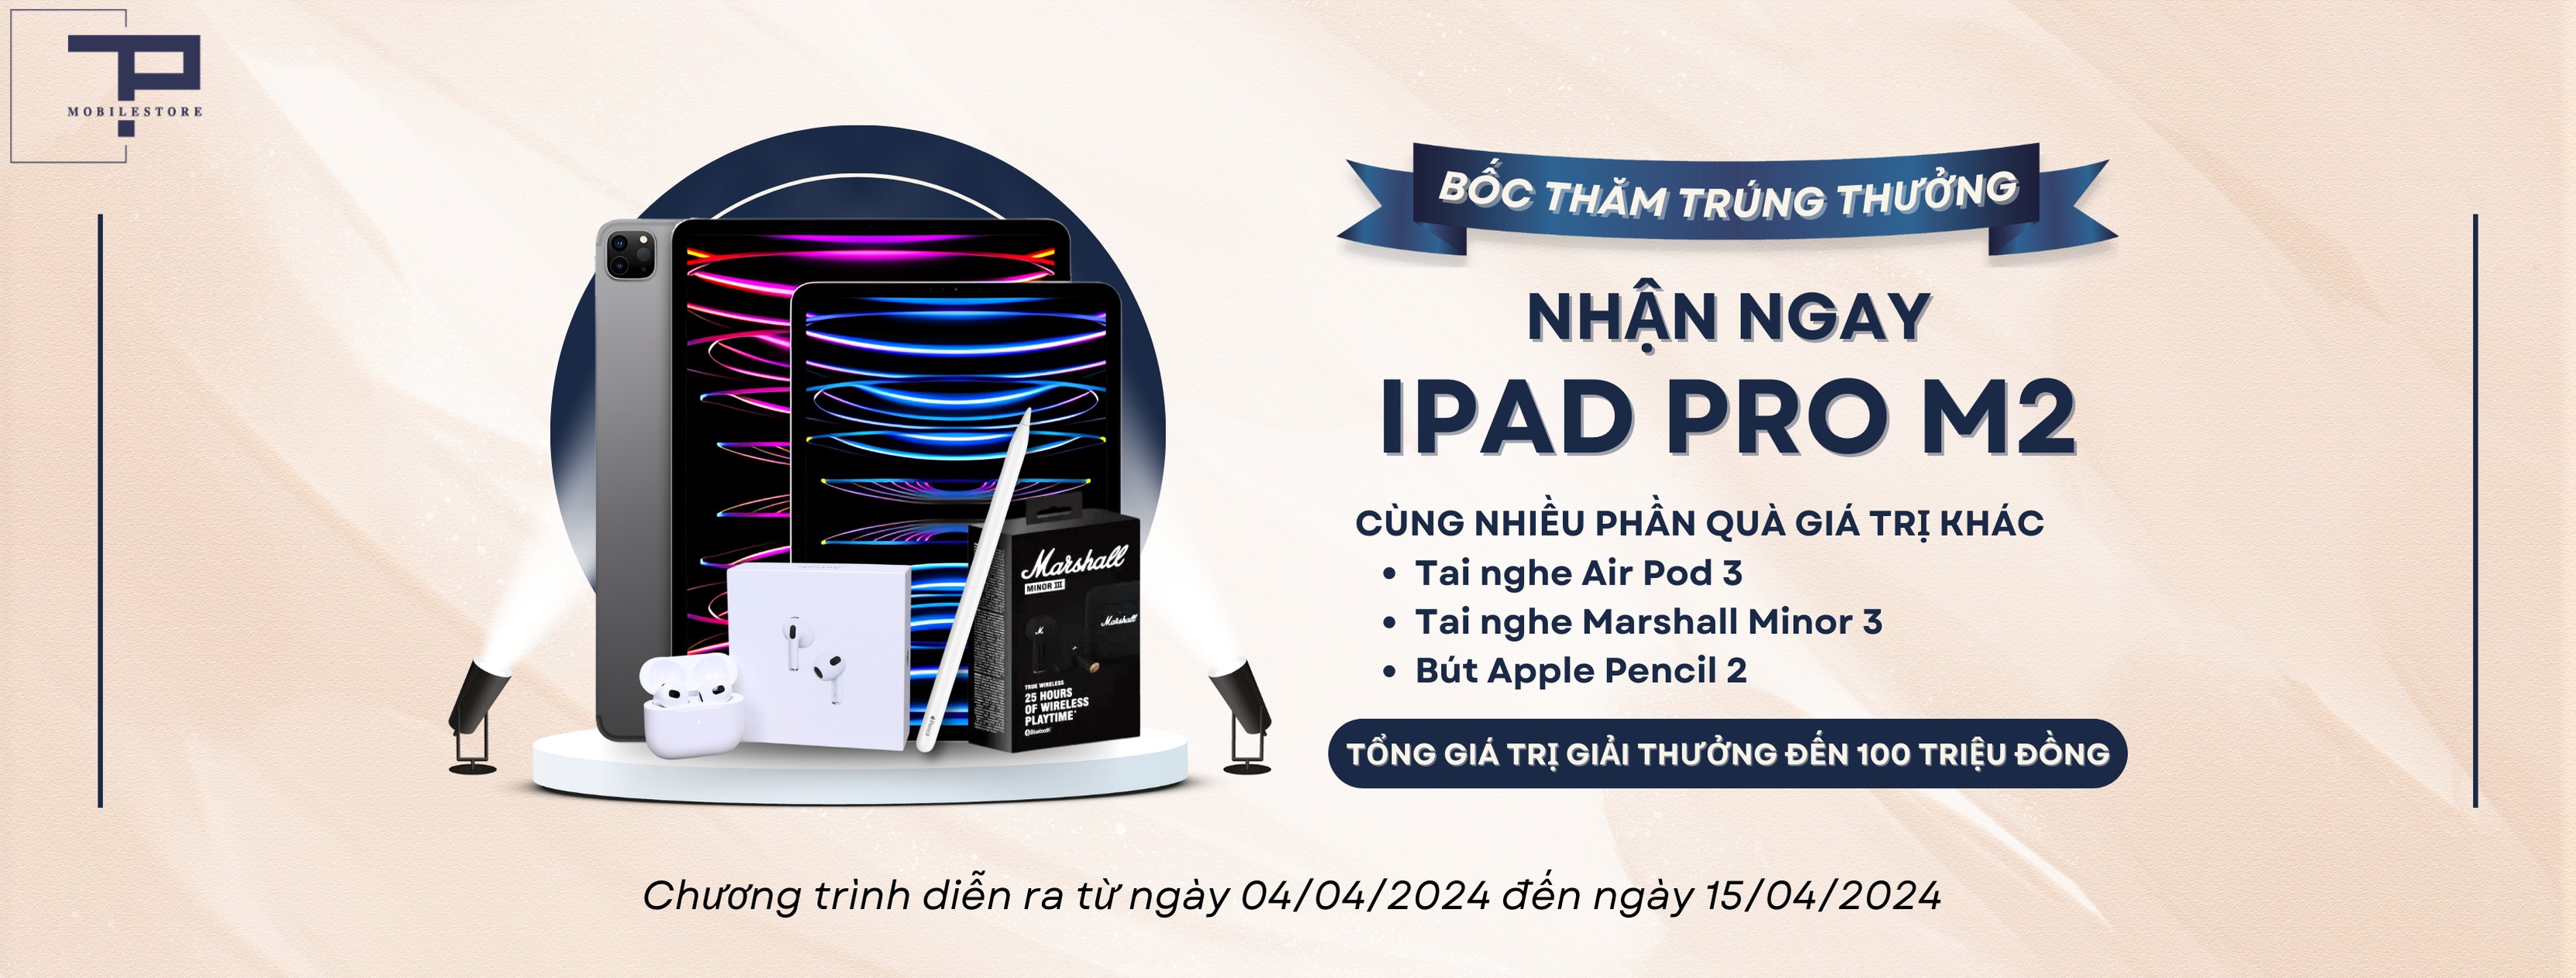 TP
MOBILESTORE
BỐC THĂM TRÚNG THƯỞNG
NHẬN NGAY
IPAD PRO M2
CÙNG NHIỀU PHẦN QUÀ GIÁ TRỊ KHÁC
• Tai nghe Air Pod 3
• Tai nghe Marshall Minor 3
• Bút Apple Pencil 2
TỔNG GIÁ TRỊ GIẢI THƯỞNG ĐẾN 100 TRIỆU ĐỒNG
Marshall
MINOR III
Marshall
TRUE WIRELESS
25 HOURS
OF WIRELESS
PLAYTIME*
Bluetooth
Chương trình diễn ra từ ngày 04/04/2024 đến ngày 15/04/2024